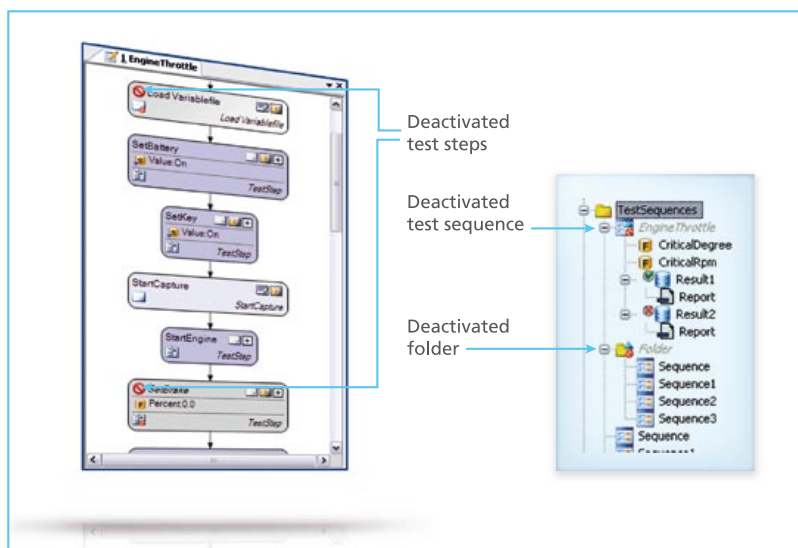 1 EngineThrottle
Load Variablefile
Load Variablefile
SetBattery
Value:On
TestStep
SetKey
Value:On
TestStep
StartCapture
StartCapture
StartEngine
TestStep
SetBrake
Percent:0.0
TestStep
Deactivated
test steps
Deactivated
test sequence
Deactivated
folder
TestSequences
EngineThrottle
CriticalDegree
CriticalRpm
Result1
Report
Result2
Report
Folder
Sequence
Sequence1
Sequence2
Sequence3
Sequence